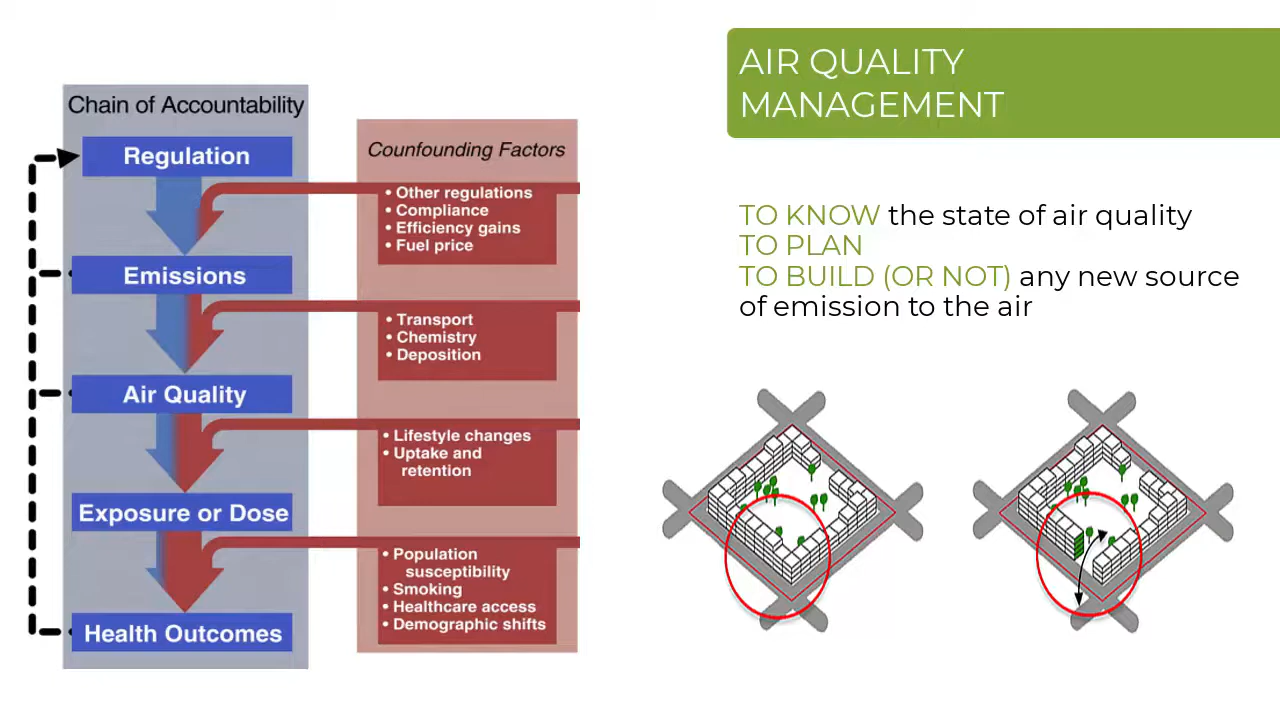 AIR QUALITY
MANAGEMENT
Chain of Accountability
Regulation
Emissions
Air Quality
Exposure or Dose
Health Outcomes
Counfounding Factors
• Other regulations
• Compliance
• Efficiency gains
• Fuel price
• Transport
• Chemistry
• Deposition
• Lifestyle changes
• Uptake and
retention
• Population
susceptibility
• Smoking
• Healthcare access
• Demographic shifts
TO KNOW the state of air quality
TO PLAN
TO BUILD (OR NOT) any new source
of emission to the air